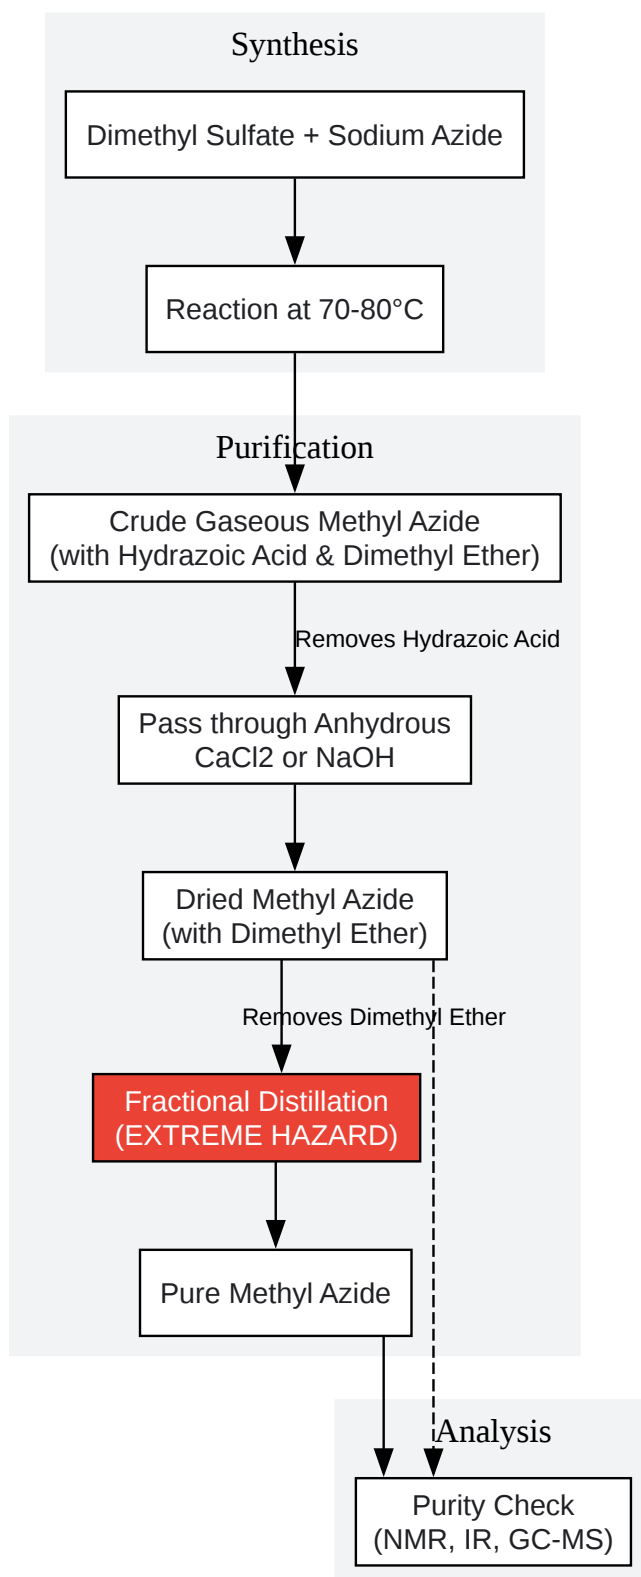 Synthesis
Dimethyl Sulfate + Sodium Azide
Reaction at 70-80°C
Purification
Crude Gaseous Methyl Azide
(with Hydrazoic Acid & Dimethyl Ether)
Removes Hydrazoic Acid
Pass through Anhydrous
CaCl2 or NaOH
Dried Methyl Azide
(with Dimethyl Ether)
Removes Dimethyl Ether
Fractional Distillation
(EXTREME HAZARD)
Pure Methyl Azide
Analysis
Purity Check
(NMR, IR, GC-MS)